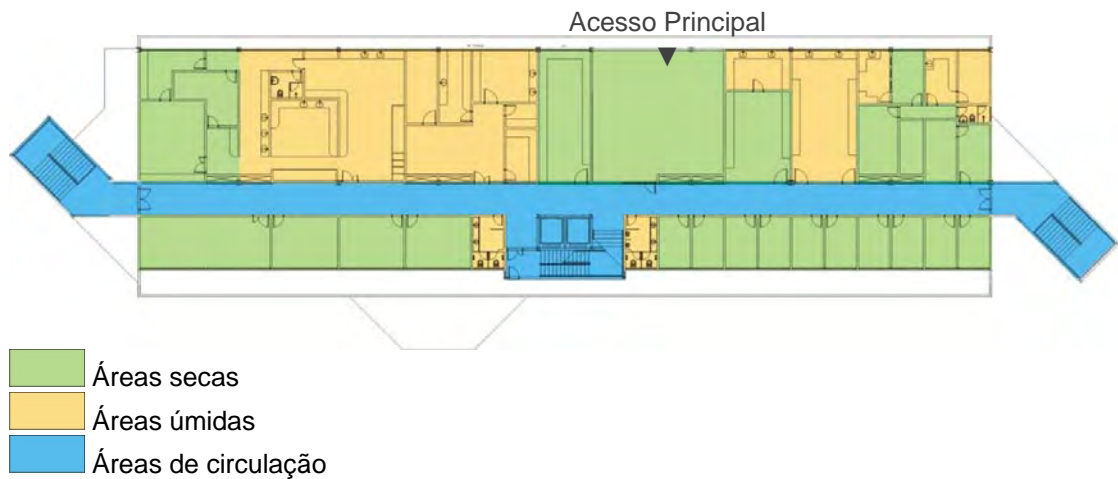 Acesso Principal
Áreas secas
Áreas úmidas
Áreas de circulação